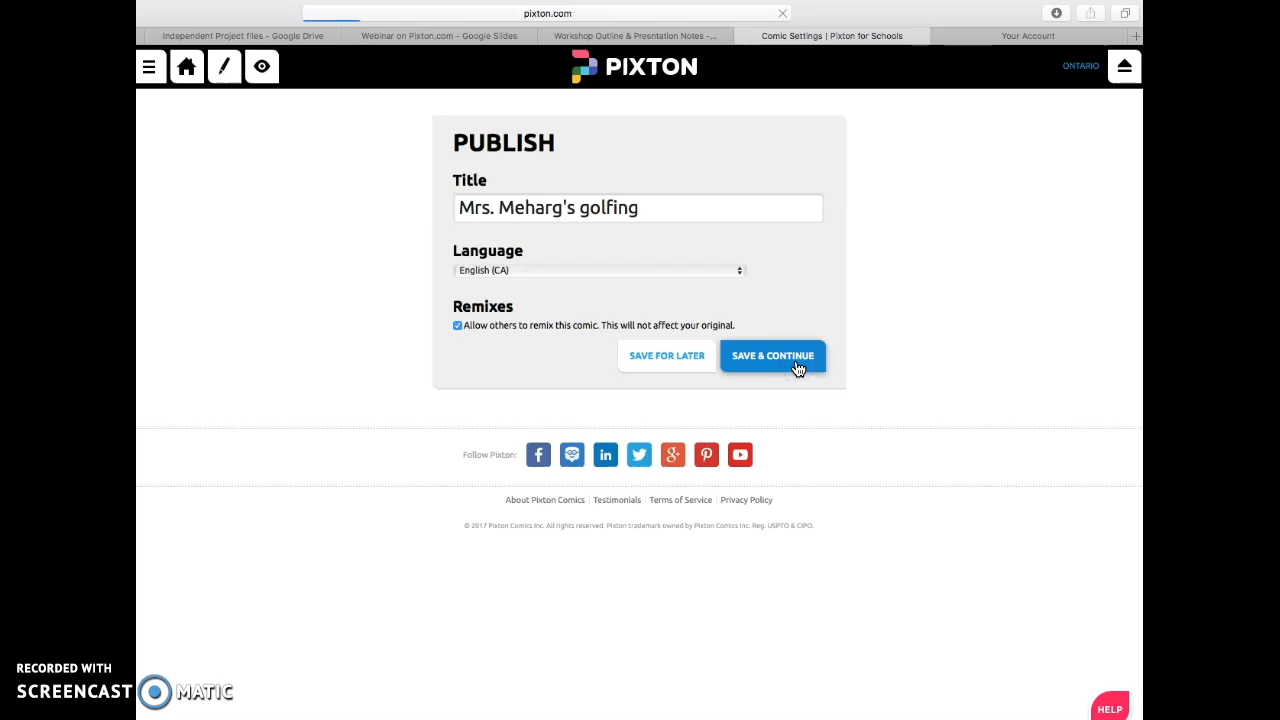 pixton.com
Independent Project files - Google Drive
Webinar on Pixton.com - Google Slides
Workshop Outline & Presntation Notes -...
Comic Settings | Pixton for Schools
Your Account
PIXTON
ONTARIO
PUBLISH
Title
Mrs. Meharg's golfing
Language
English (CA)
Remixes
Allow others to remix this comic. This will not affect your original.
SAVE FOR LATER
SAVE & CONTINUE
Follow Pixton:
About Pixton Comics | Testimonials | Terms of Service | Privacy Policy
© 2017 Pixton Comics Inc. All rights reserved. Pixton trademark owned by Pixton Comics Inc. Reg. USPTO & CIPO.
RECORDED WITH
SCREENCAST MATIC
HELP